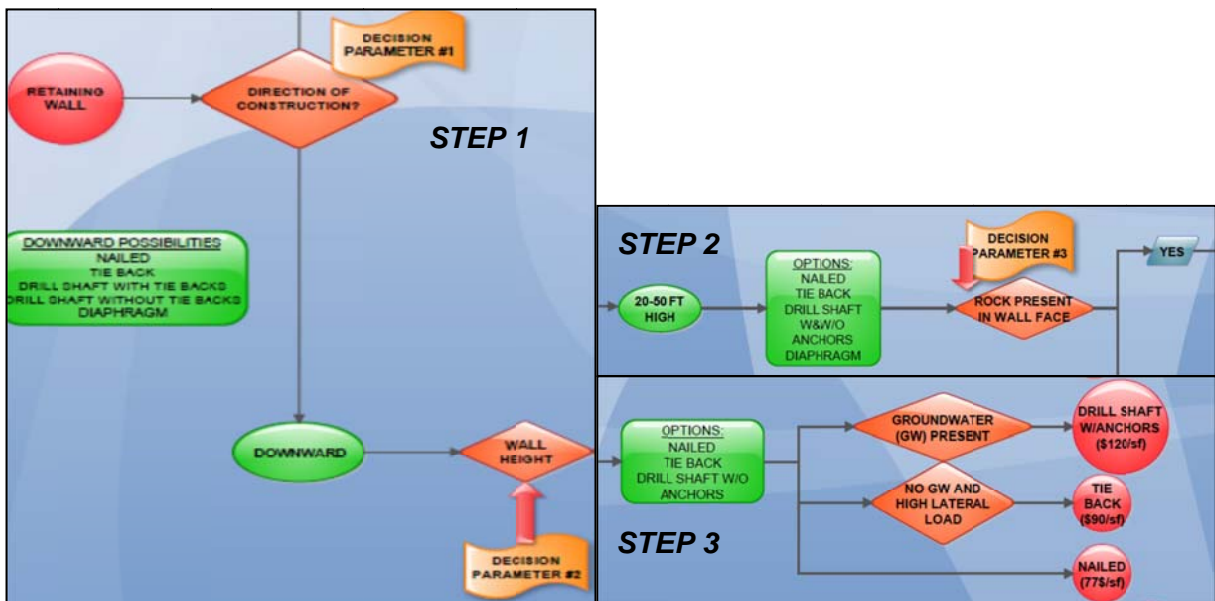 DECISION
PARAMETER #1
RETAINING
WALL
DIRECTION OF
CONSTRUCTION?
STEP 1
DOWNWARD POSSIBILITIES
NAILED
TIE BACK
DRILL SHAFT WITH TIE BACKS
DRILL SHAFT WITHOUT TIE BACKS
DIAPHRAGM
DOWNWARD
WALL
HEIGHT
DECISION
PARAMETER #2
STEP 2
20-50 FT
HIGH
OPTIONS:
NAILED
TIE BACK
DRILL SHAFT
W&W/O
ANCHORS
DIAPHRAGM
DECISION
PARAMETER #3
ROCK PRESENT
IN WALL FACE
YES
OPTIONS:
NAILED
TIE BACK
DRILL SHAFT W/O
ANCHORS
GROUNDWATER
(GW) PRESENT
DRILL SHAFT
W/ANCHORS
($120/sf)
NO GW AND
HIGH LATERAL
LOAD
TIE
BACK
($90/sf)
STEP 3
NAILED
(77$/sf)